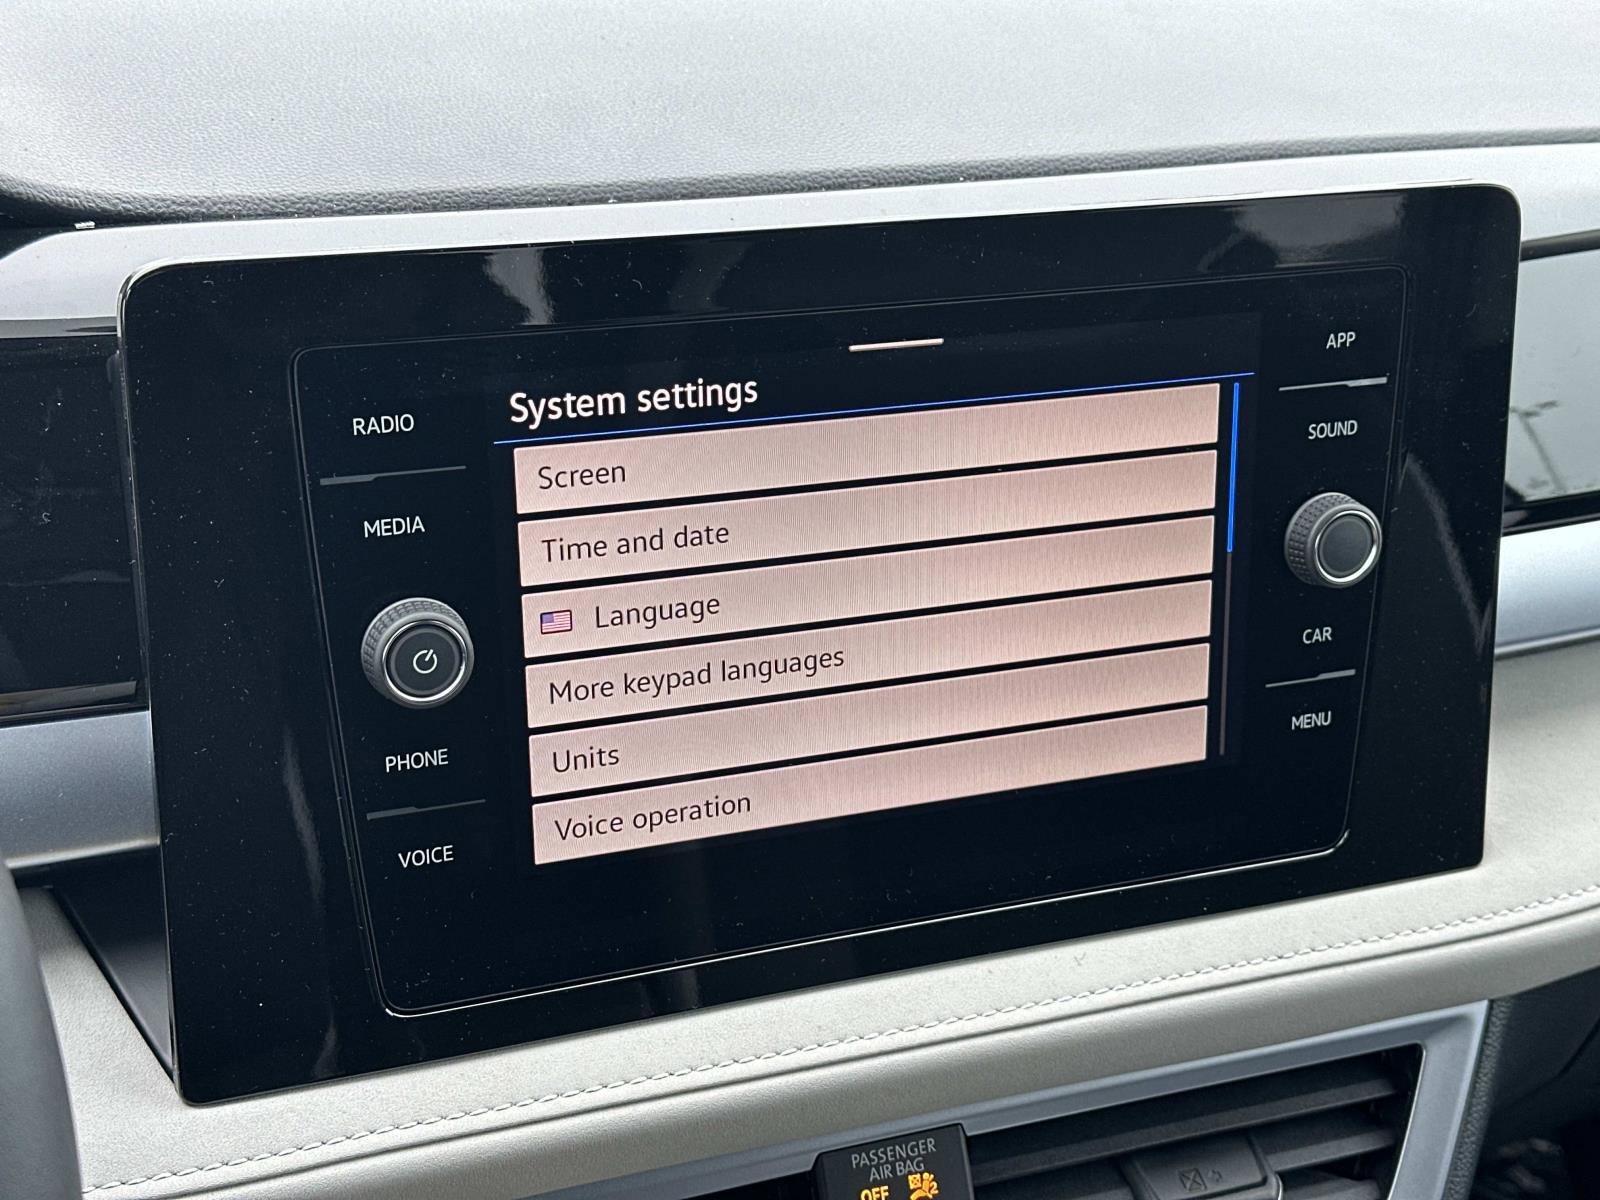 System settings
Screen
Time and date
Language
More keypad languages
Units
Voice operation
RADIO
MEDIA
PHONE
VOICE
APP
SOUND
CAR
MENU
PASSENGER
AIR BAG
OFF